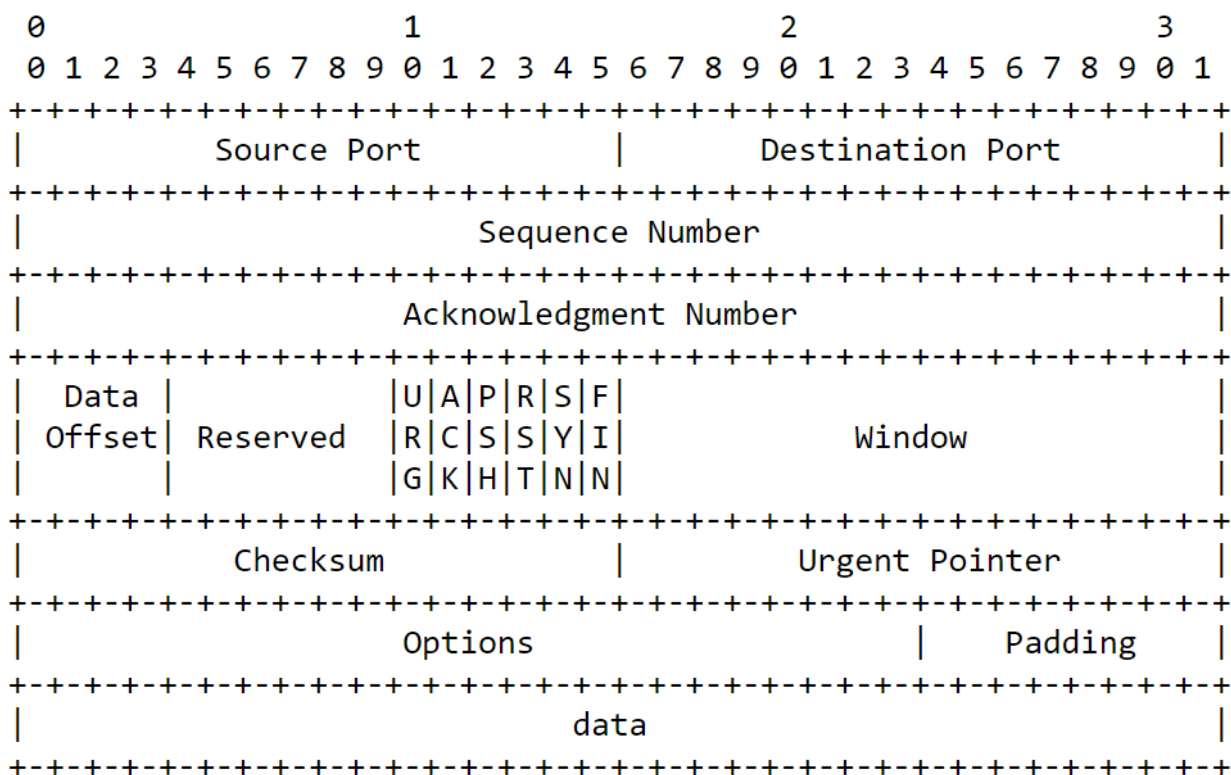 0                   1                   2                   3
 0 1 2 3 4 5 6 7 8 9 0 1 2 3 4 5 6 7 8 9 0 1 2 3 4 5 6 7 8 9 0 1
+-+-+-+-+-+-+-+-+-+-+-+-+-+-+-+-+-+-+-+-+-+-+-+-+-+-+-+-+-+-+-+-+
|          Source Port          |       Destination Port        |
+-+-+-+-+-+-+-+-+-+-+-+-+-+-+-+-+-+-+-+-+-+-+-+-+-+-+-+-+-+-+-+-+
|                        Sequence Number                        |
+-+-+-+-+-+-+-+-+-+-+-+-+-+-+-+-+-+-+-+-+-+-+-+-+-+-+-+-+-+-+-+-+
|                    Acknowledgment Number                      |
+-+-+-+-+-+-+-+-+-+-+-+-+-+-+-+-+-+-+-+-+-+-+-+-+-+-+-+-+-+-+-+-+
|  Data |           |U|A|P|R|S|F|                               |
| Offset| Reserved  |R|C|S|S|Y|I|            Window             |
|       |           |G|K|H|T|N|N|                               |
+-+-+-+-+-+-+-+-+-+-+-+-+-+-+-+-+-+-+-+-+-+-+-+-+-+-+-+-+-+-+-+-+
|           Checksum            |         Urgent Pointer        |
+-+-+-+-+-+-+-+-+-+-+-+-+-+-+-+-+-+-+-+-+-+-+-+-+-+-+-+-+-+-+-+-+
|                    Options                    |    Padding    |
+-+-+-+-+-+-+-+-+-+-+-+-+-+-+-+-+-+-+-+-+-+-+-+-+-+-+-+-+-+-+-+-+
|                             data                              |
+-+-+-+-+-+-+-+-+-+-+-+-+-+-+-+-+-+-+-+-+-+-+-+-+-+-+-+-+-+-+-+-+